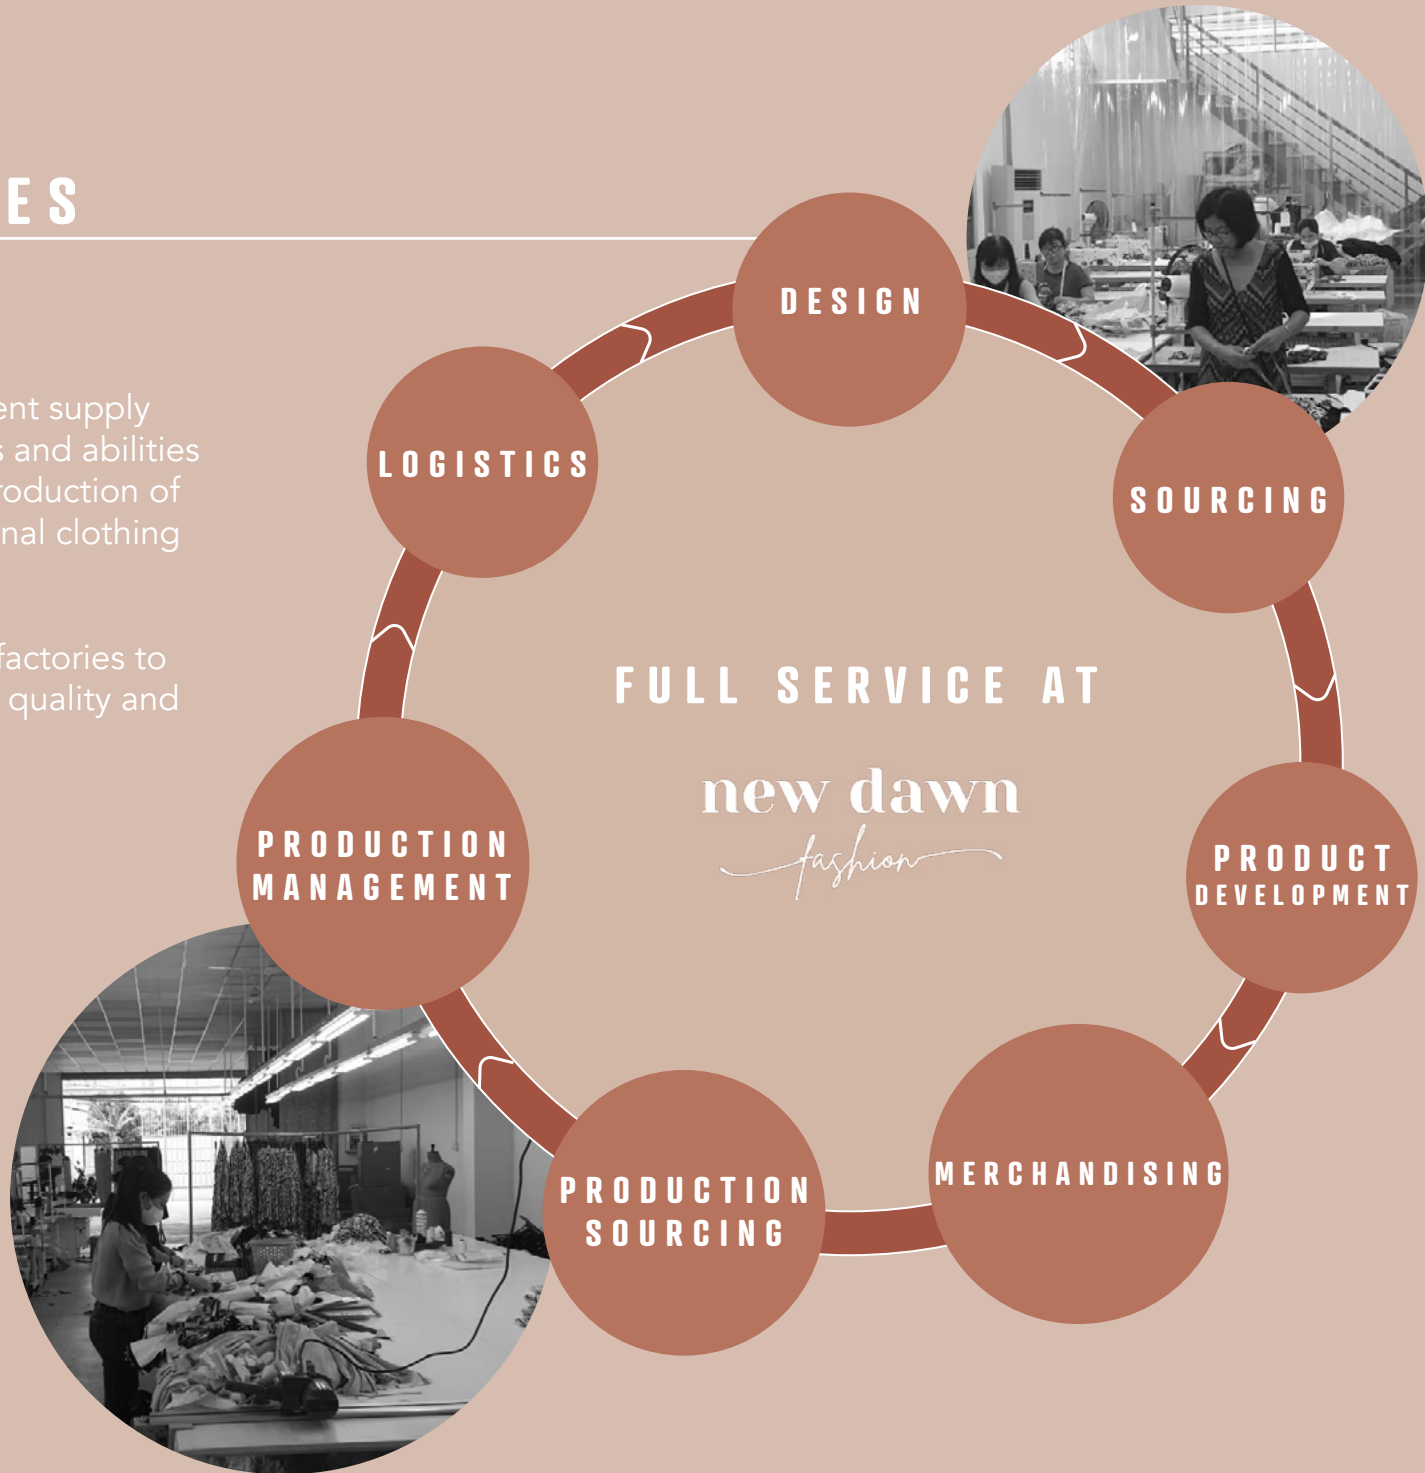 ES
ent supply
s and abilities
roduction of
nal clothing
factories to
quality and
DESIGN
SOURCING
PRODUCT
DEVELOPMENT
MERCHANDISING
PRODUCTION
SOURCING
PRODUCTION
MANAGEMENT
LOGISTICS
FULL SERVICE AT
new dawn
fashion